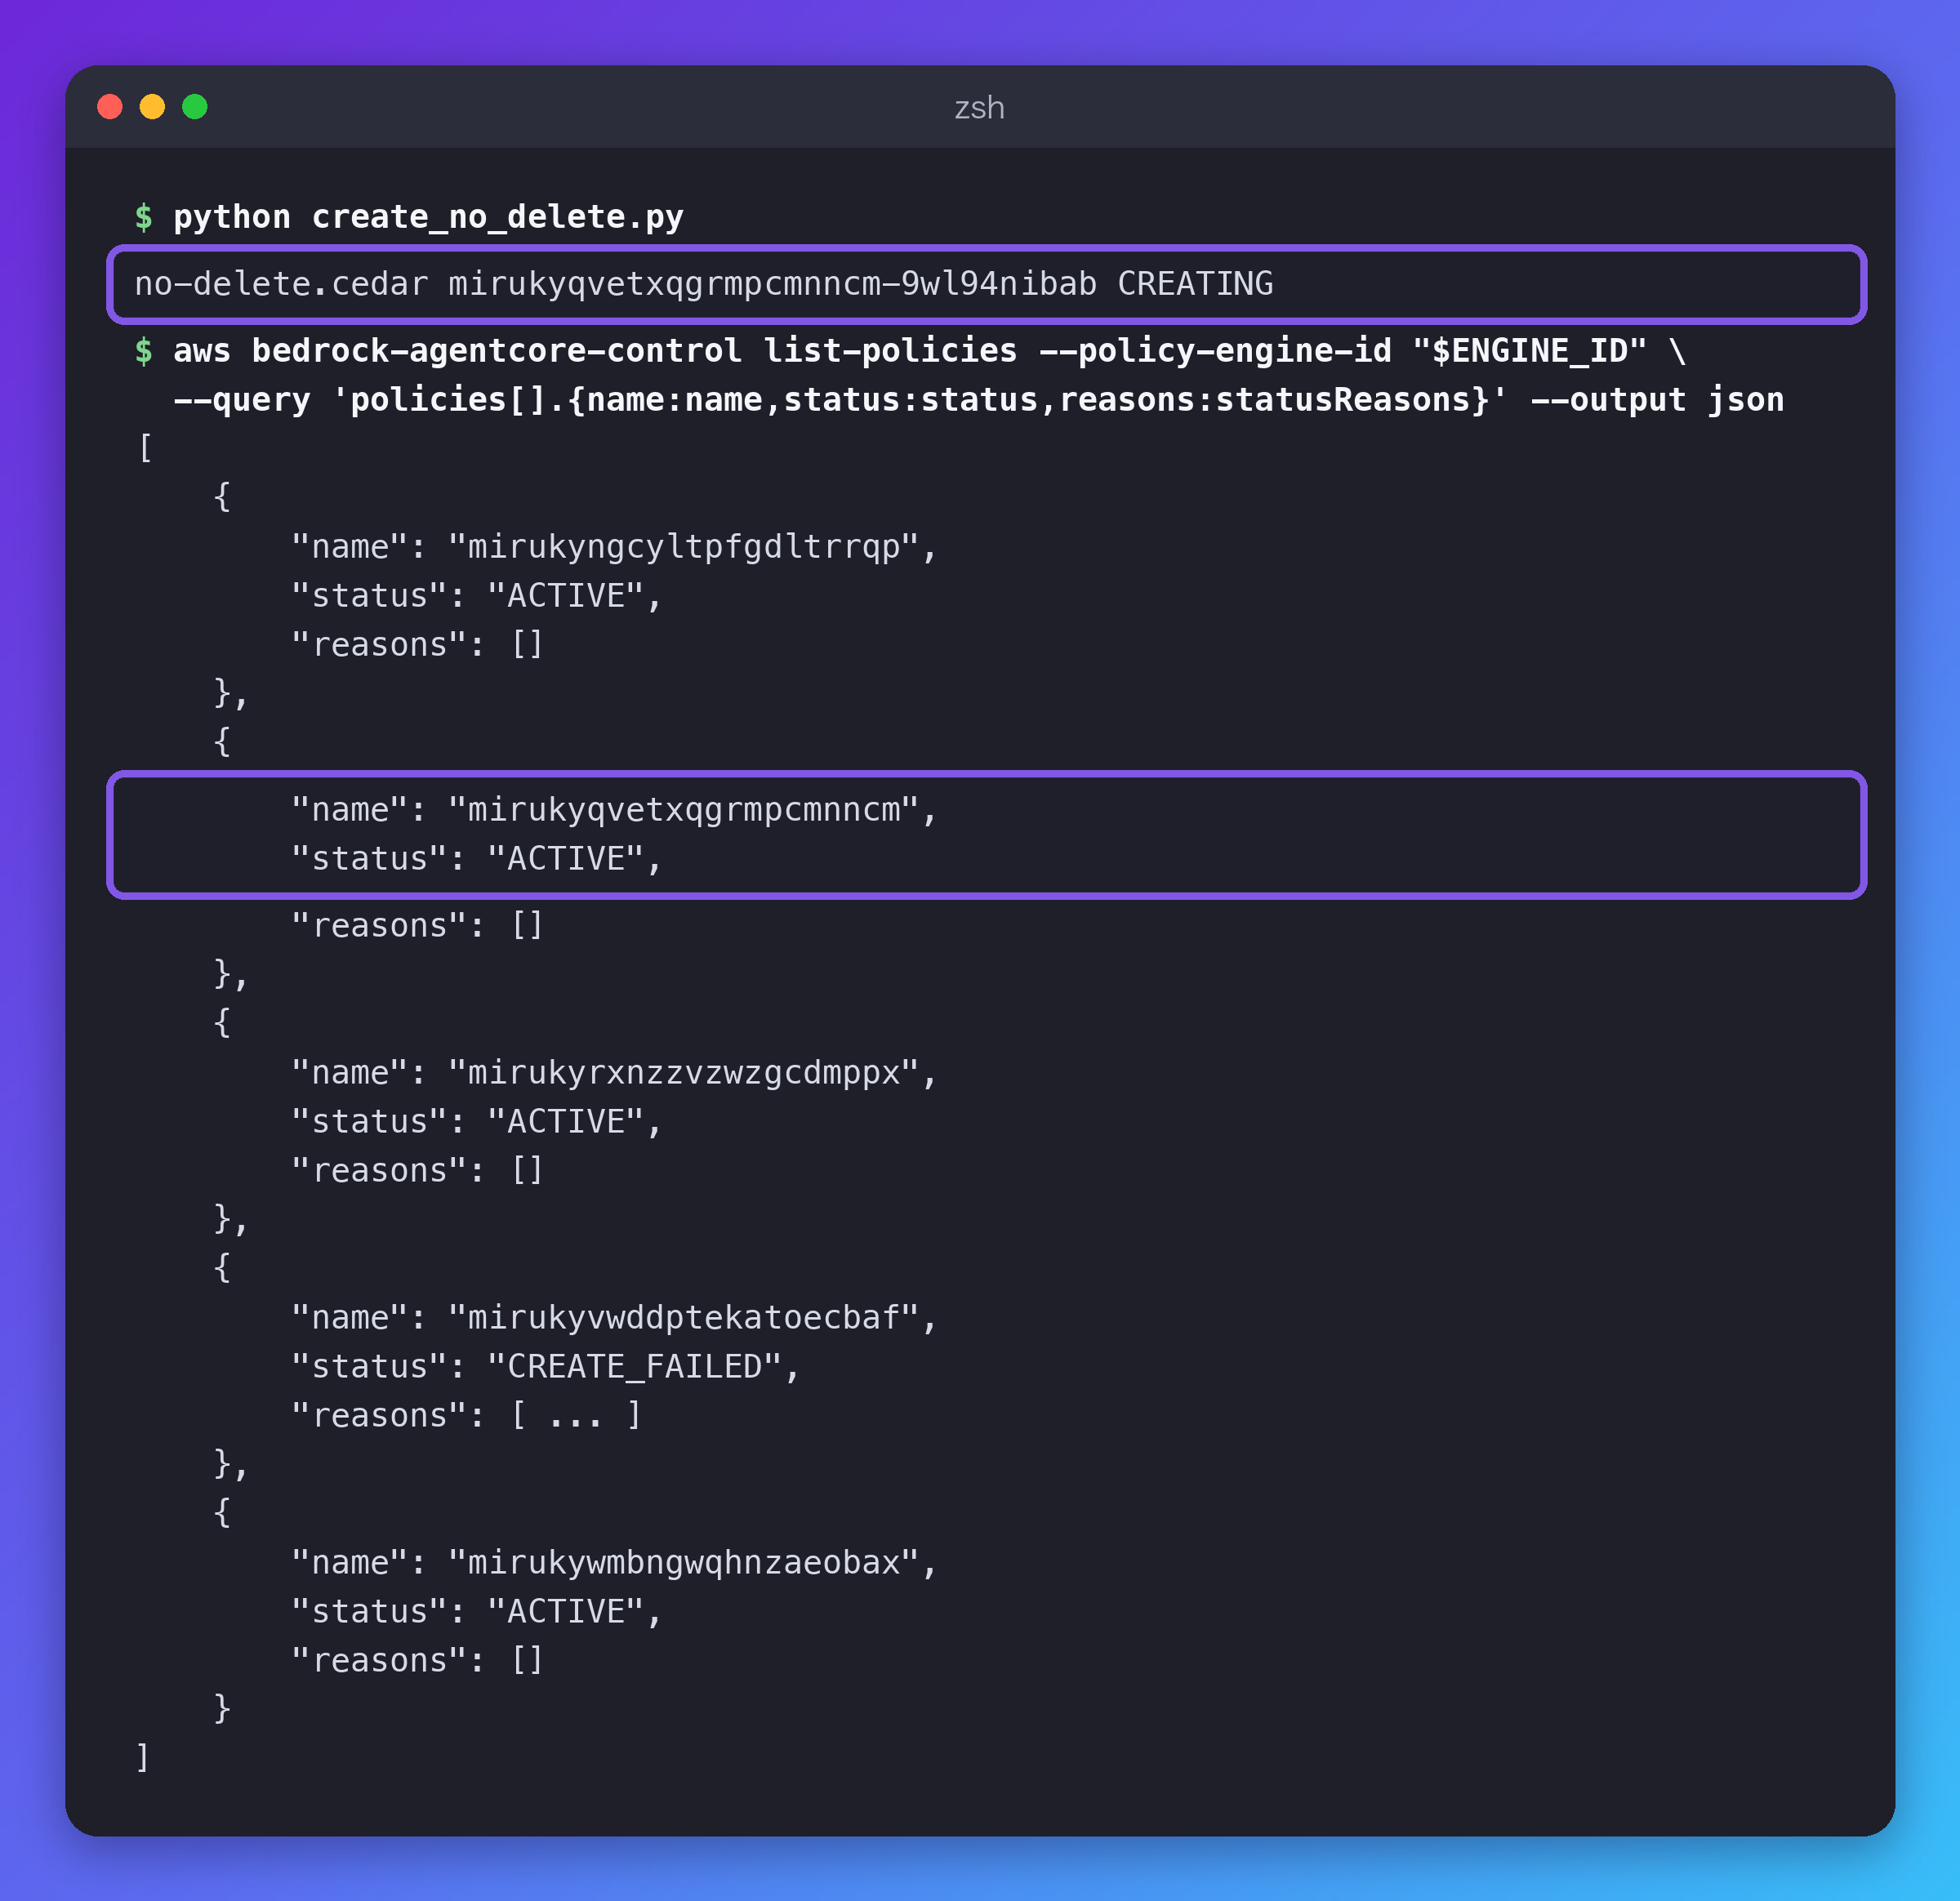 zsh
$ python create_no_delete.py
no-delete.cedar mirukyqvetxqgrmpcmnncm-9wl94nibab CREATING
$ aws bedrock-agentcore-control list-policies --policy-engine-id "$ENGINE_ID" \
  --query 'policies[].{name:name,status:status,reasons:statusReasons}' --output json
[
    {
        "name": "mirukyngcyltpfgdltrrqp",
        "status": "ACTIVE",
        "reasons": []
    },
    {
        "name": "mirukyqvetxqgrmpcmnncm",
        "status": "ACTIVE",
        "reasons": []
    },
    {
        "name": "mirukyrxnzzvzwzgcdmppx",
        "status": "ACTIVE",
        "reasons": []
    },
    {
        "name": "mirukyvwddptekatoecbaf",
        "status": "CREATE_FAILED",
        "reasons": [ ... ]
    },
    {
        "name": "mirukywmbngwqhnzaeobax",
        "status": "ACTIVE",
        "reasons": []
    }
]